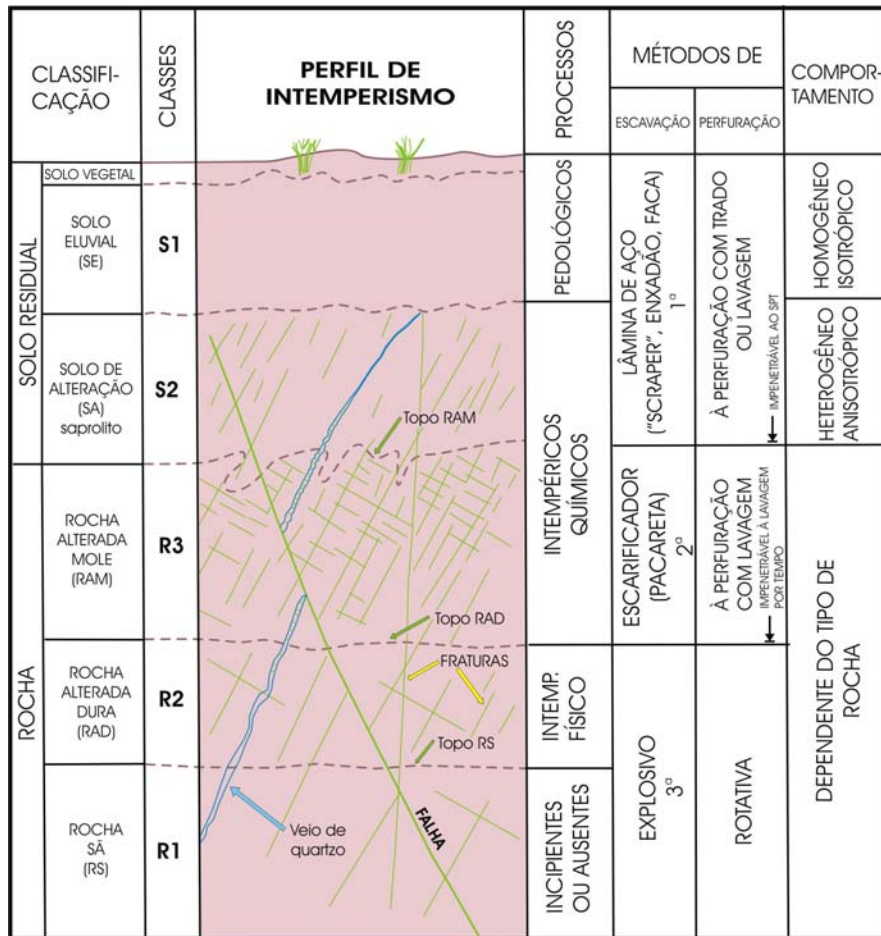 CLASSIFI-
CAÇÃO
CLASSES
PERFIL DE
INTEMPERISMO
PROCESSOS
MÉTODOS DE
ESCAVAÇÃO
PERFURAÇÃO
COMPOR-
TAMENTO
SOLO RESIDUAL
SOLO VEGETAL
SOLO
ELUVIAL
(SE)
S1
SOLO DE
ALTERAÇÃO
(SA)
saprolito
S2
Topo RAM
ROCHA
ROCHA
ALTERADA
MOLE
(RAM)
R3
Topo RAD
ROCHA
ALTERADA
DURA
(RAD)
R2
FRATURAS
Topo RS
ROCHA
SÃ
(RS)
R1
Veio de
quartzo
FALHA
PEDOLÓGICOS
INTEMPÉRICOS
QUÍMICOS
INTEMP.
FÍSICO
INCIPIENTES
OU AUSENTES
LÂMINA DE AÇO
("SCRAPER", ENXADÃO, FACA)
1ª
ESCARIFICADOR
(PACARETA)
2ª
EXPLOSIVO
3ª
À PERFURAÇÃO COM TRADO
OU LAVAGEM
IMPENETRÁVEL AO SPT
À PERFURAÇÃO
COM LAVAGEM
IMPENETRÁVEL À LAVAGEM
POR TEMPO
ROTATIVA
HOMOGÊNEO
ISOTRÓPICO
HETEROGÊNEO
ANISOTRÓPICO
DEPENDENTE DO TIPO DE
ROCHA